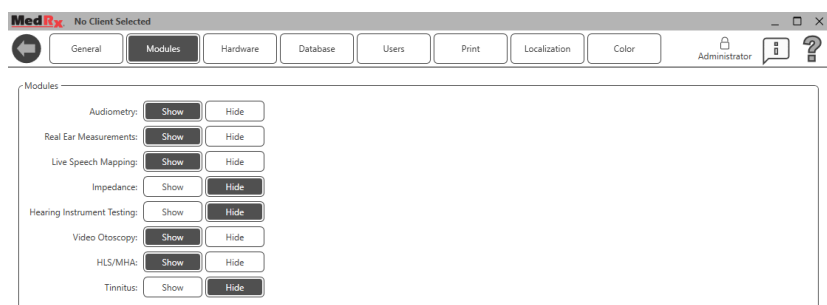 MedRx No Client Selected
General Modules Hardware Database Users Print Localization Color Administrator ?
Modules
Audiometry: Show Hide
Real Ear Measurements: Show Hide
Live Speech Mapping: Show Hide
Impedance: Show Hide
Hearing Instrument Testing: Show Hide
Video Otoscopy: Show Hide
HLS/MHA: Show Hide
Tinnitus: Show Hide